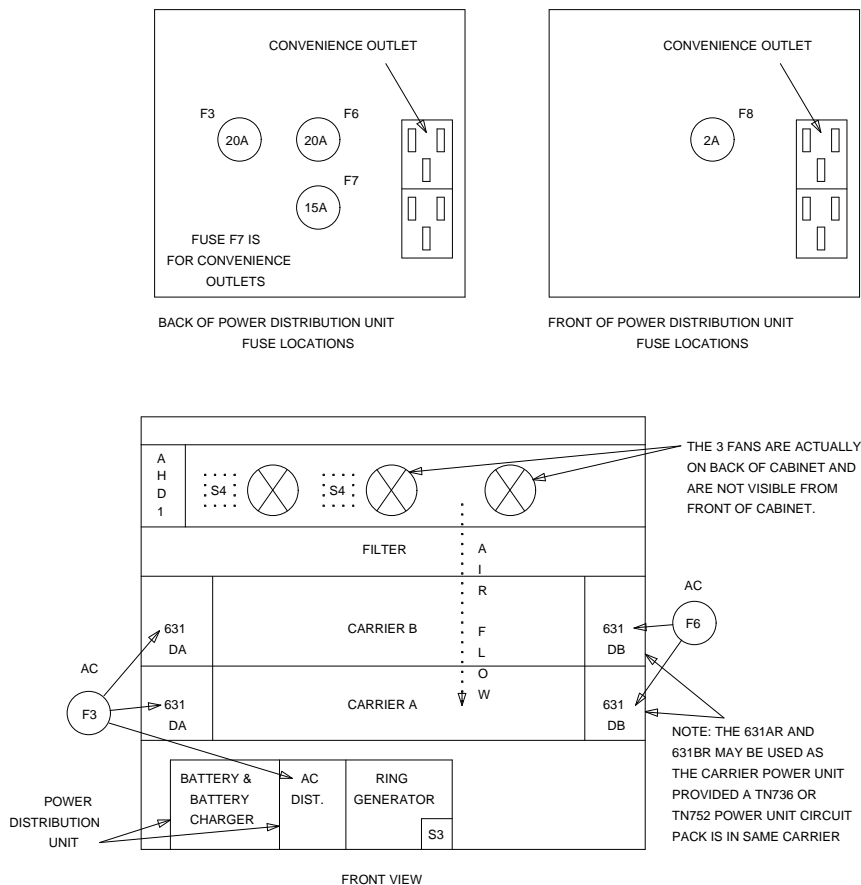 CONVENIENCE OUTLET
F3
F6
20A
20A
F7
15A
FUSE F7 IS
FOR CONVENIENCE
OUTLETS
BACK OF POWER DISTRIBUTION UNIT
FUSE LOCATIONS
CONVENIENCE OUTLET
F8
2A
FRONT OF POWER DISTRIBUTION UNIT
FUSE LOCATIONS
A
H
D
1
S4
S4
THE 3 FANS ARE ACTUALLY
ON BACK OF CABINET AND
ARE NOT VISIBLE FROM
FRONT OF CABINET.
FILTER
A
I
R
F
L
O
W
631
DA
CARRIER B
631
DB
AC
F6
AC
F3
631
DA
CARRIER A
631
DB
NOTE: THE 631AR AND
631BR MAY BE USED AS
THE CARRIER POWER UNIT
PROVIDED A TN736 OR
TN752 POWER UNIT CIRCUIT
PACK IS IN SAME CARRIER
POWER
DISTRIBUTION
UNIT
BATTERY &
BATTERY
CHARGER
AC
DIST.
RING
GENERATOR
S3
FRONT VIEW